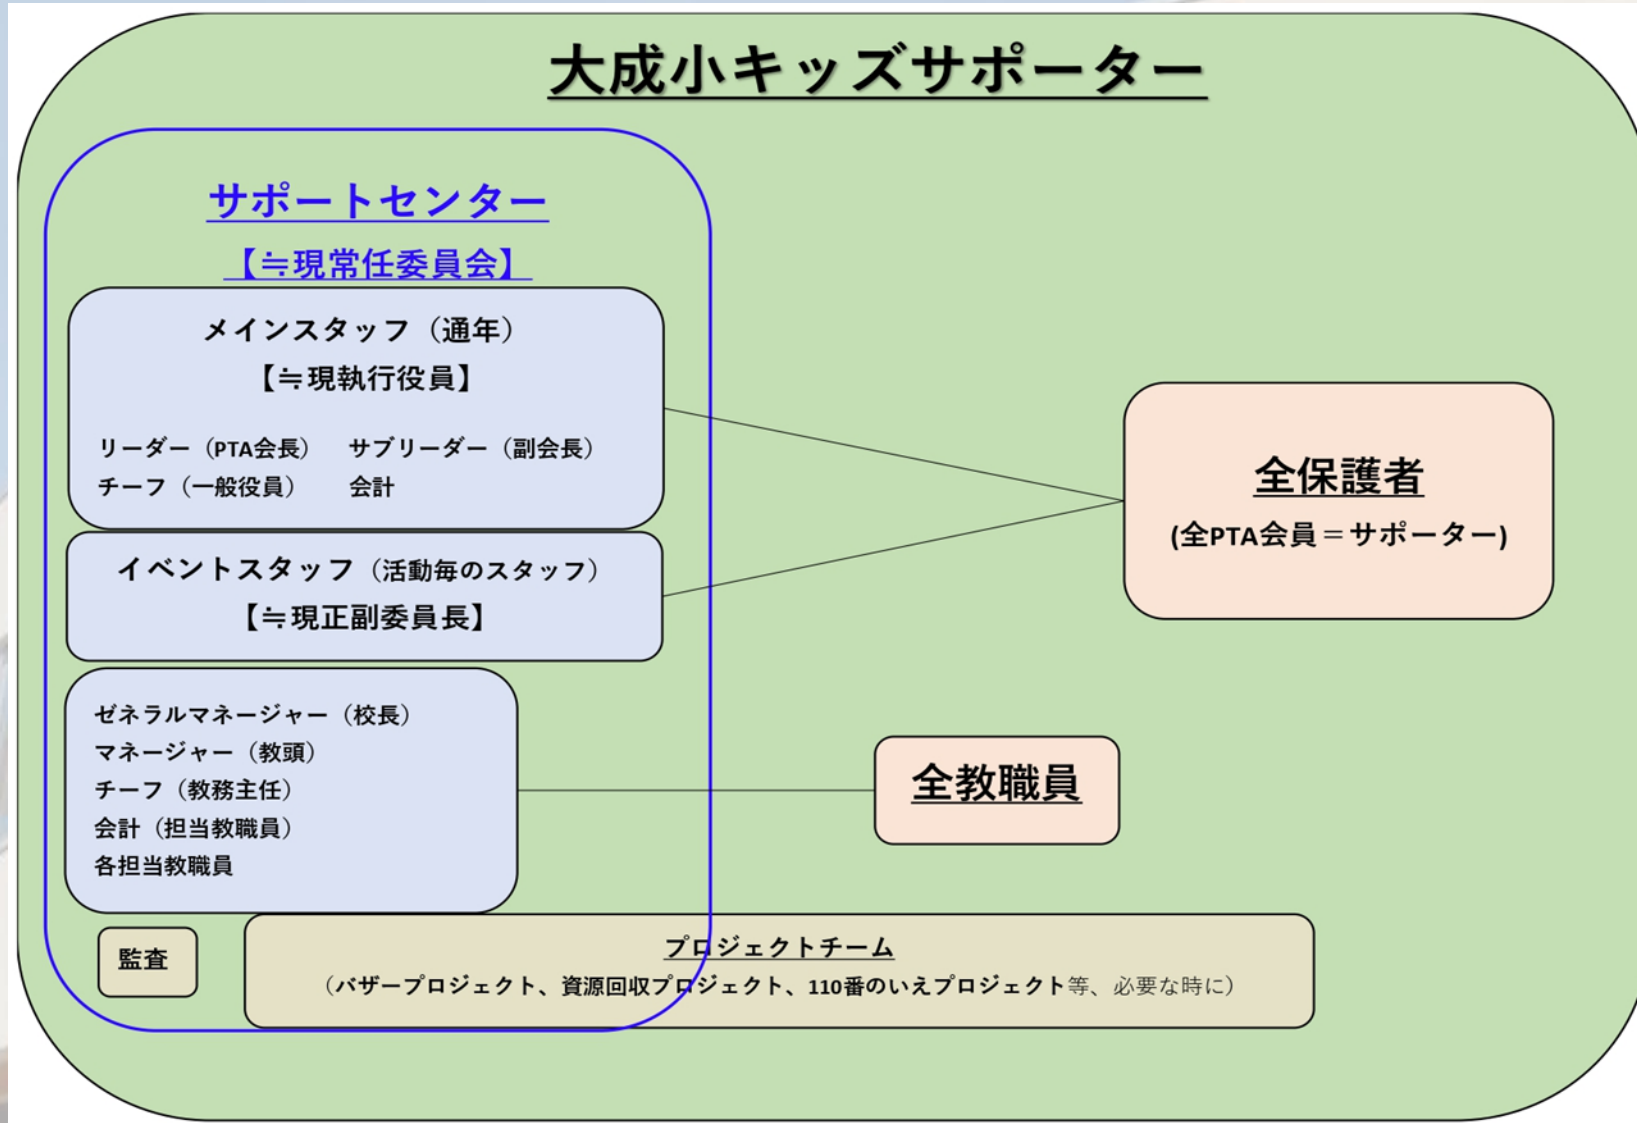 大成小キッズサポーター
サポートセンター
【≒現常任委員会】
メインスタッフ（通年）
【≒現執行役員】
リーダー（PTA会長）　サブリーダー（副会長）
チーフ（一般役員）　会計
イベントスタッフ（活動毎のスタッフ）
【≒現正副委員長】
ゼネラルマネージャー（校長）
マネージャー（教頭）
チーフ（教務主任）
会計（担当教職員）
各担当教職員
全保護者
(全PTA会員＝サポーター)
全教職員
監査
プロジェクトチーム
（バザープロジェクト、資源回収プロジェクト、110番のいえプロジェクト等、必要な時に）